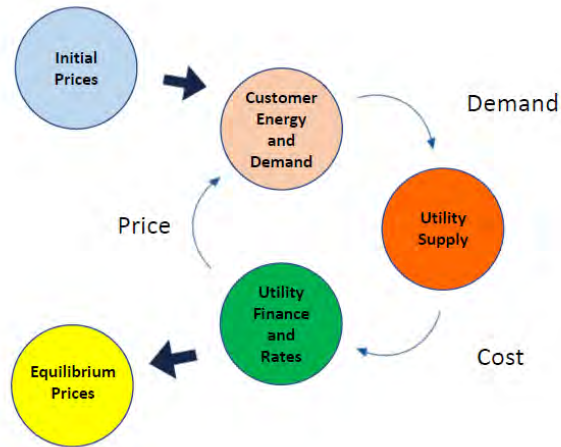 Initial
Prices
Customer
Energy
and
Demand
Demand
Utility
Supply
Price
Utility
Finance
and
Rates
Cost
Equilibrium
Prices